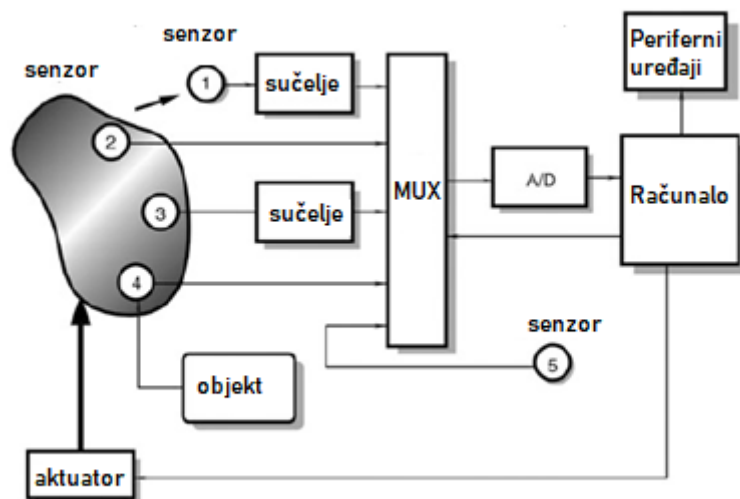 senzor
senzor
1
sučelje
Periferni
uređaji
2
MUX
A/D
Računalo
3
sučelje
4
senzor
5
objekt
aktuator